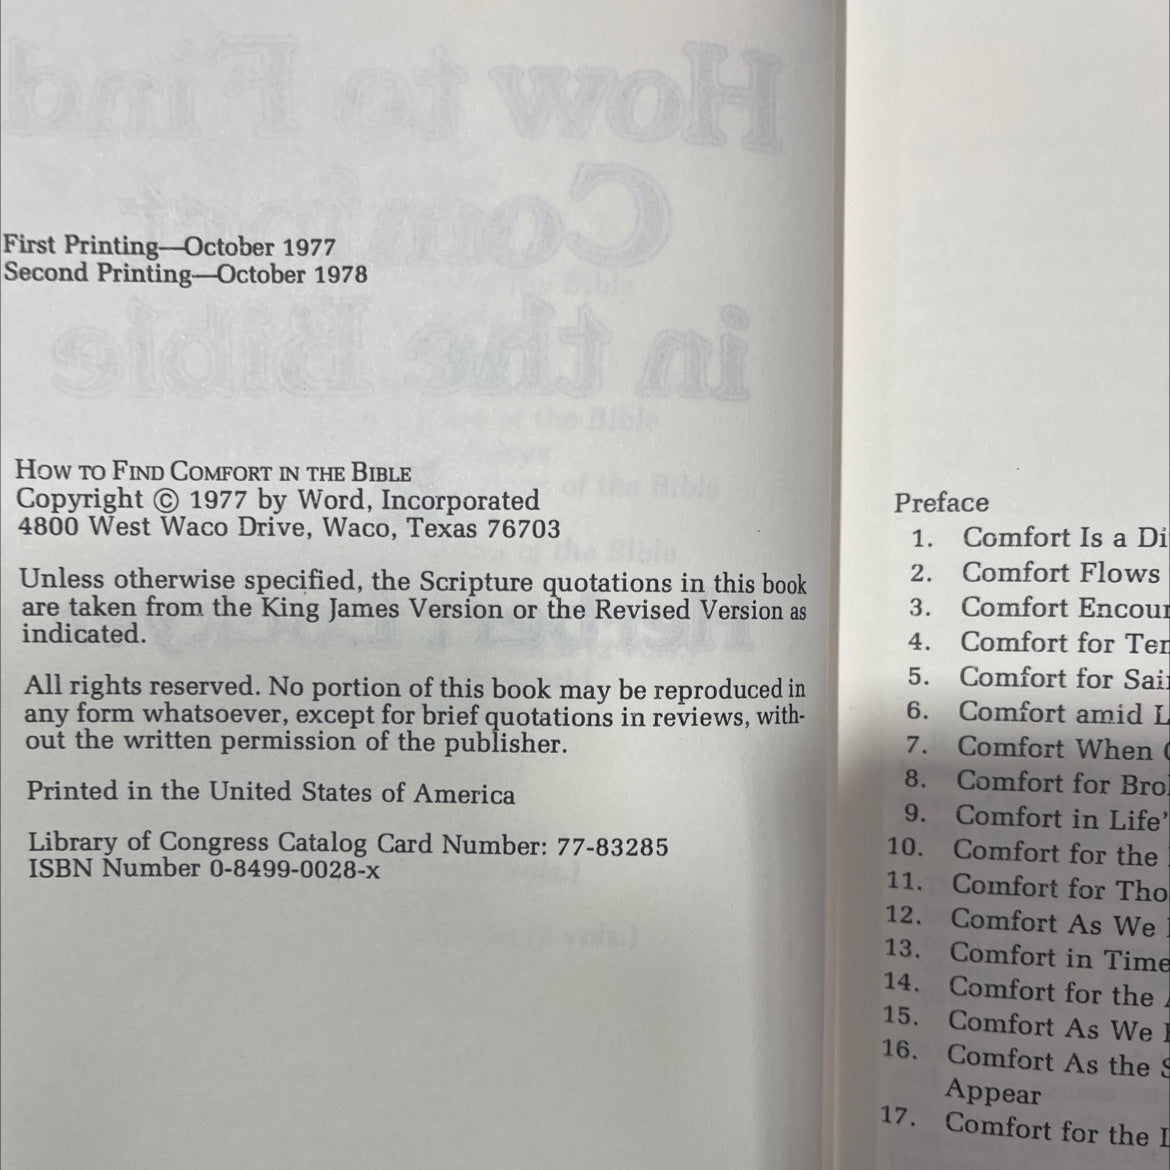 First Printing—October 1977
Second Printing—October 1978
HOW TO FIND COMFORT IN THE BIBLE
Copyright © 1977 by Word, Incorporated
4800 West Waco Drive, Waco, Texas 76703
Unless otherwise specified, the Scripture quotations in this book
are taken from the King James Version or the Revised Version as
indicated.
All rights reserved. No portion of this book may be reproduced in
any form whatsoever, except for brief quotations in reviews, with-
out the written permission of the publisher.
Printed in the United States of America
Library of Congress Catalog Card Number: 77-83285
ISBN Number 0-8499-0028-x
Preface
1. Comfort Is a Di
2. Comfort Flows
3. Comfort Encour
4. Comfort for Ter
5. Comfort for Sai
6. Comfort amid L
7. Comfort When
8. Comfort for Bro
9. Comfort in Life'
10. Comfort for the
11. Comfort for Tho
12. Comfort As We
13. Comfort in Time
14. Comfort for the
15. Comfort As We
16. Comfort As the S
Appear
17. Comfort for the